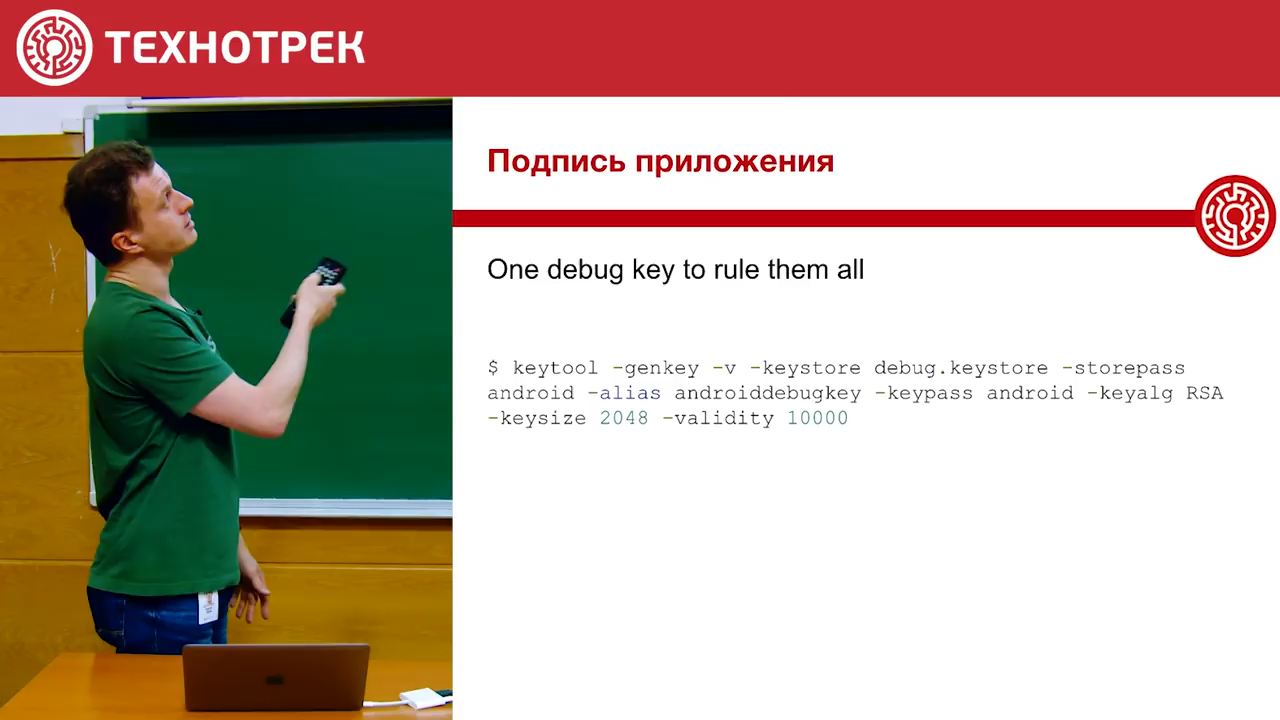 ТЕХНОТРЕК
Подпись приложения
One debug key to rule them all
$ keytool -genkey -v -keystore debug.keystore -storepass
android -alias androiddebugkey -keypass android -keyalg RSA
-keysize 2048 -validity 10000